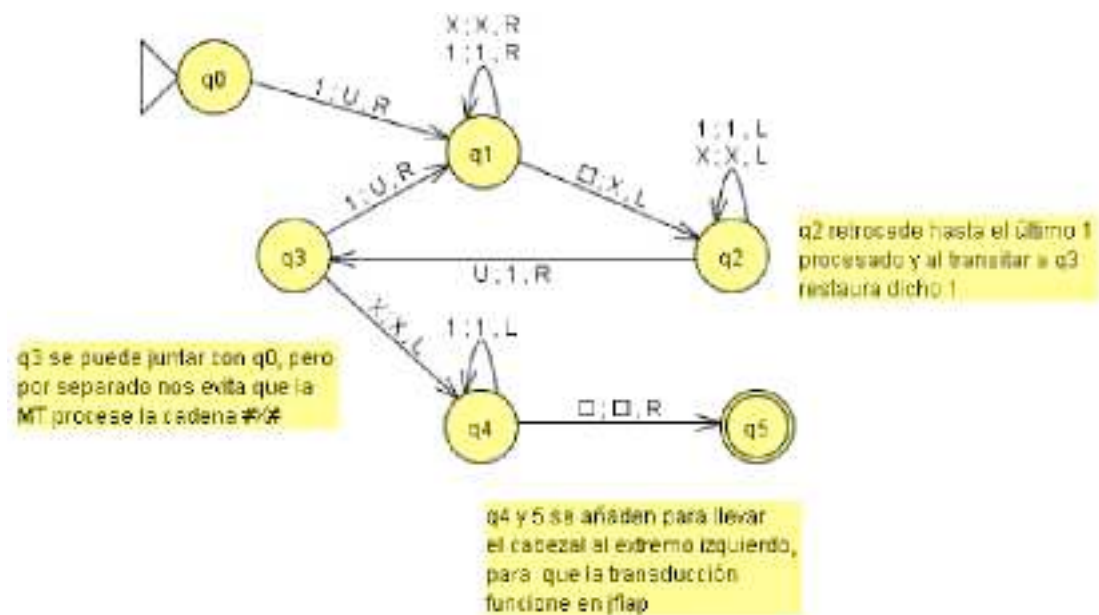 X ; X , R
1 ; 1 , R
q0
1 ; U , R
q1
1 ; 1 , L
X ; X , L
1 ; U , R
□ ; X , L
q3
q2
U ; 1 , R
q2 retrocede hasta el último 1
procesado y al transitar a q3
restaura dicho 1
X ; X , L
1 ; 1 , L
q3 se puede juntar con q0, pero
por separado nos evita que la
MT procese la cadena #X#
q4
□ ; □ , R
q5
q4 y 5 se añaden para llevar
el cabezal al extremo izquierdo,
para que la transducción
funcione en jflap